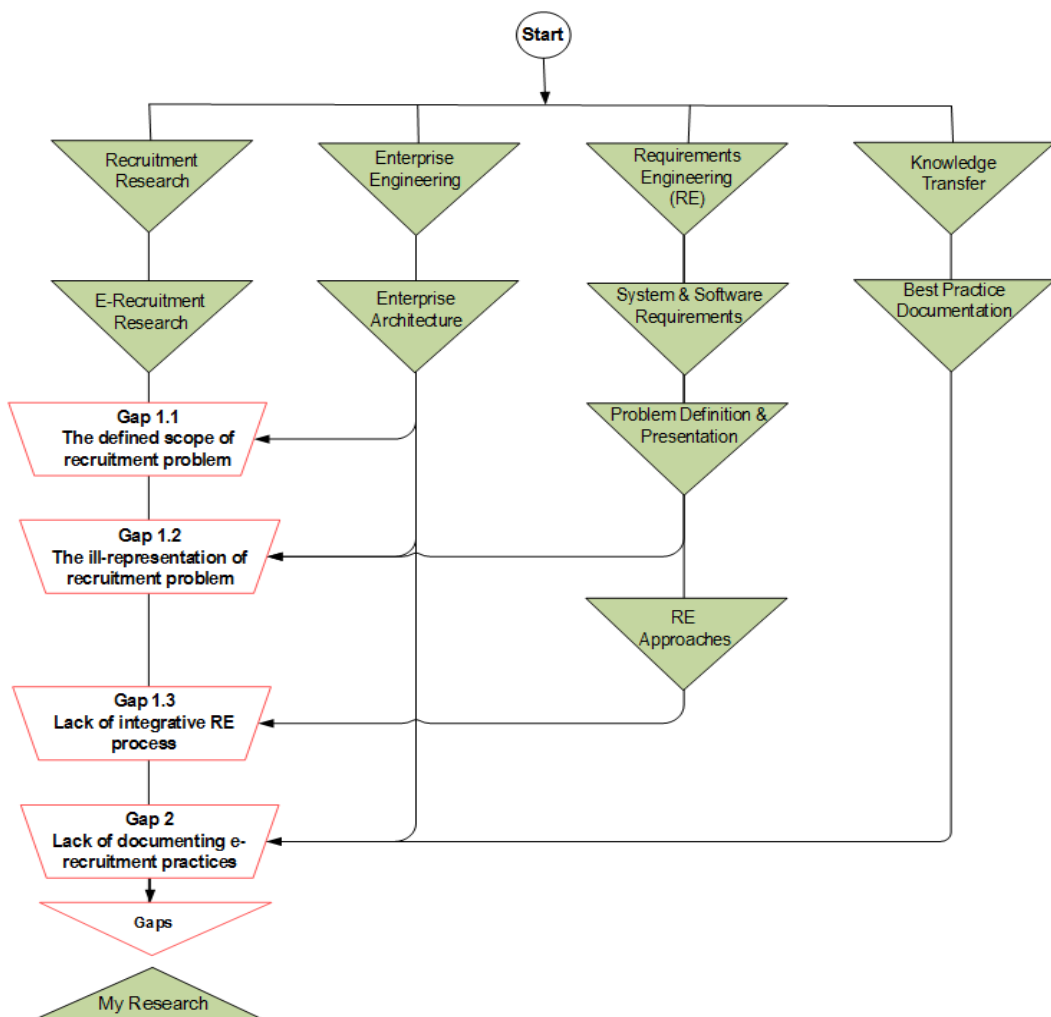 Start
Recruitment
Research
Enterprise
Engineering
Requirements
Engineering
(RE)
Knowledge
Transfer
E-Recruitment
Research
Enterprise
Architecture
System & Software
Requirements
Best Practice
Documentation
Gap 1.1
The defined scope of
recruitment problem
Problem Definition &
Presentation
Gap 1.2
The ill-representation of
recruitment problem
RE
Approaches
Gap 1.3
Lack of integrative RE
process
Gap 2
Lack of documenting e-
recruitment practices
Gaps
My Research